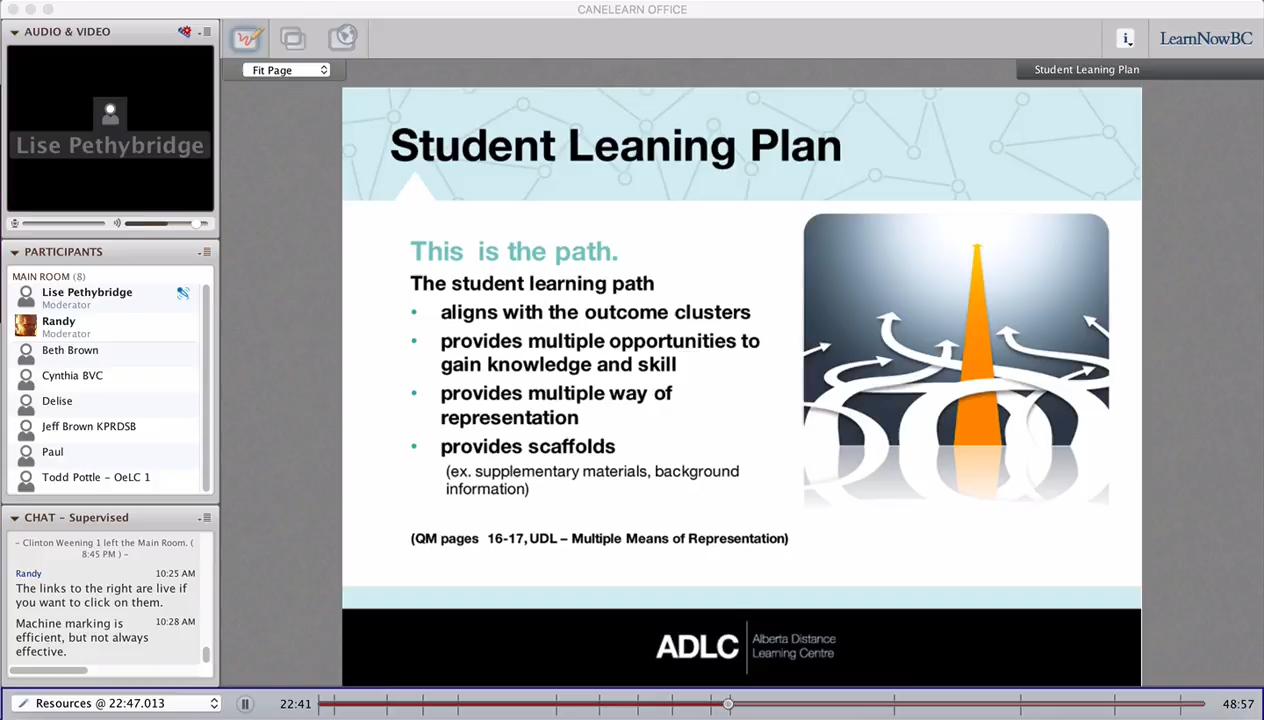 CANELEARN OFFICE
AUDIO & VIDEO
Lise Pethybridge
PARTICIPANTS
MAIN ROOM (8)
Lise Pethybridge
Moderator
Randy
Moderator
Beth Brown
Cynthia BVC
Delise
Jeff Brown KPRDSB
Paul
Todd Pottle – OeLC 1
CHAT – Supervised
– Clinton Weening 1 left the Main Room. (
8:45 PM ) –
Randy 10:25 AM
The links to the right are live if
you want to click on them.
Machine marking is 10:28 AM
efficient, but not always
effective.
Fit Page
i
LearnNowBC
Student Leaning Plan
Student Leaning Plan
This is the path.
The student learning path
• aligns with the outcome clusters
• provides multiple opportunities to
gain knowledge and skill
• provides multiple way of
representation
• provides scaffolds
(ex. supplementary materials, background
information)
(QM pages 16-17, UDL – Multiple Means of Representation)
ADLC
Alberta Distance
Learning Centre
Resources @ 22:47.013
22:41
48:57